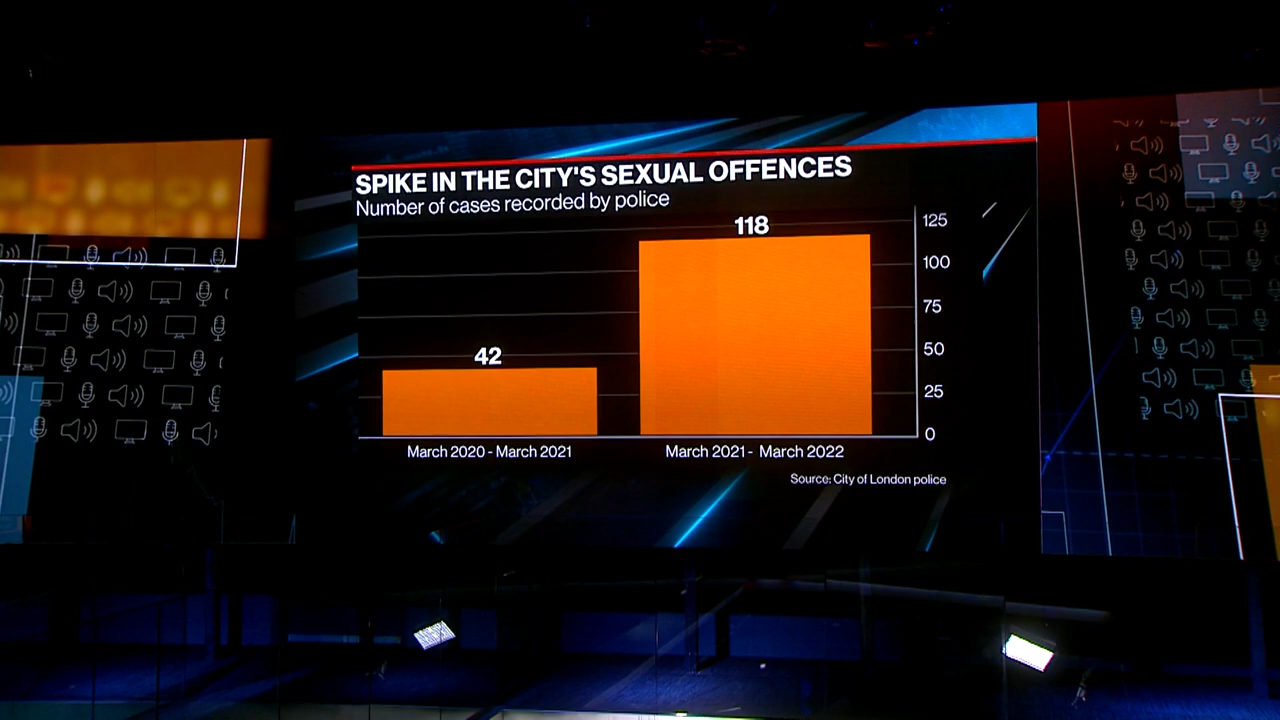 SPIKE IN THE CITY'S SEXUAL OFFENCES
Number of cases recorded by police
118
125
100
75
42
50
25
0
March 2020 - March 2021
March 2021 - March 2022
Source: City of London police